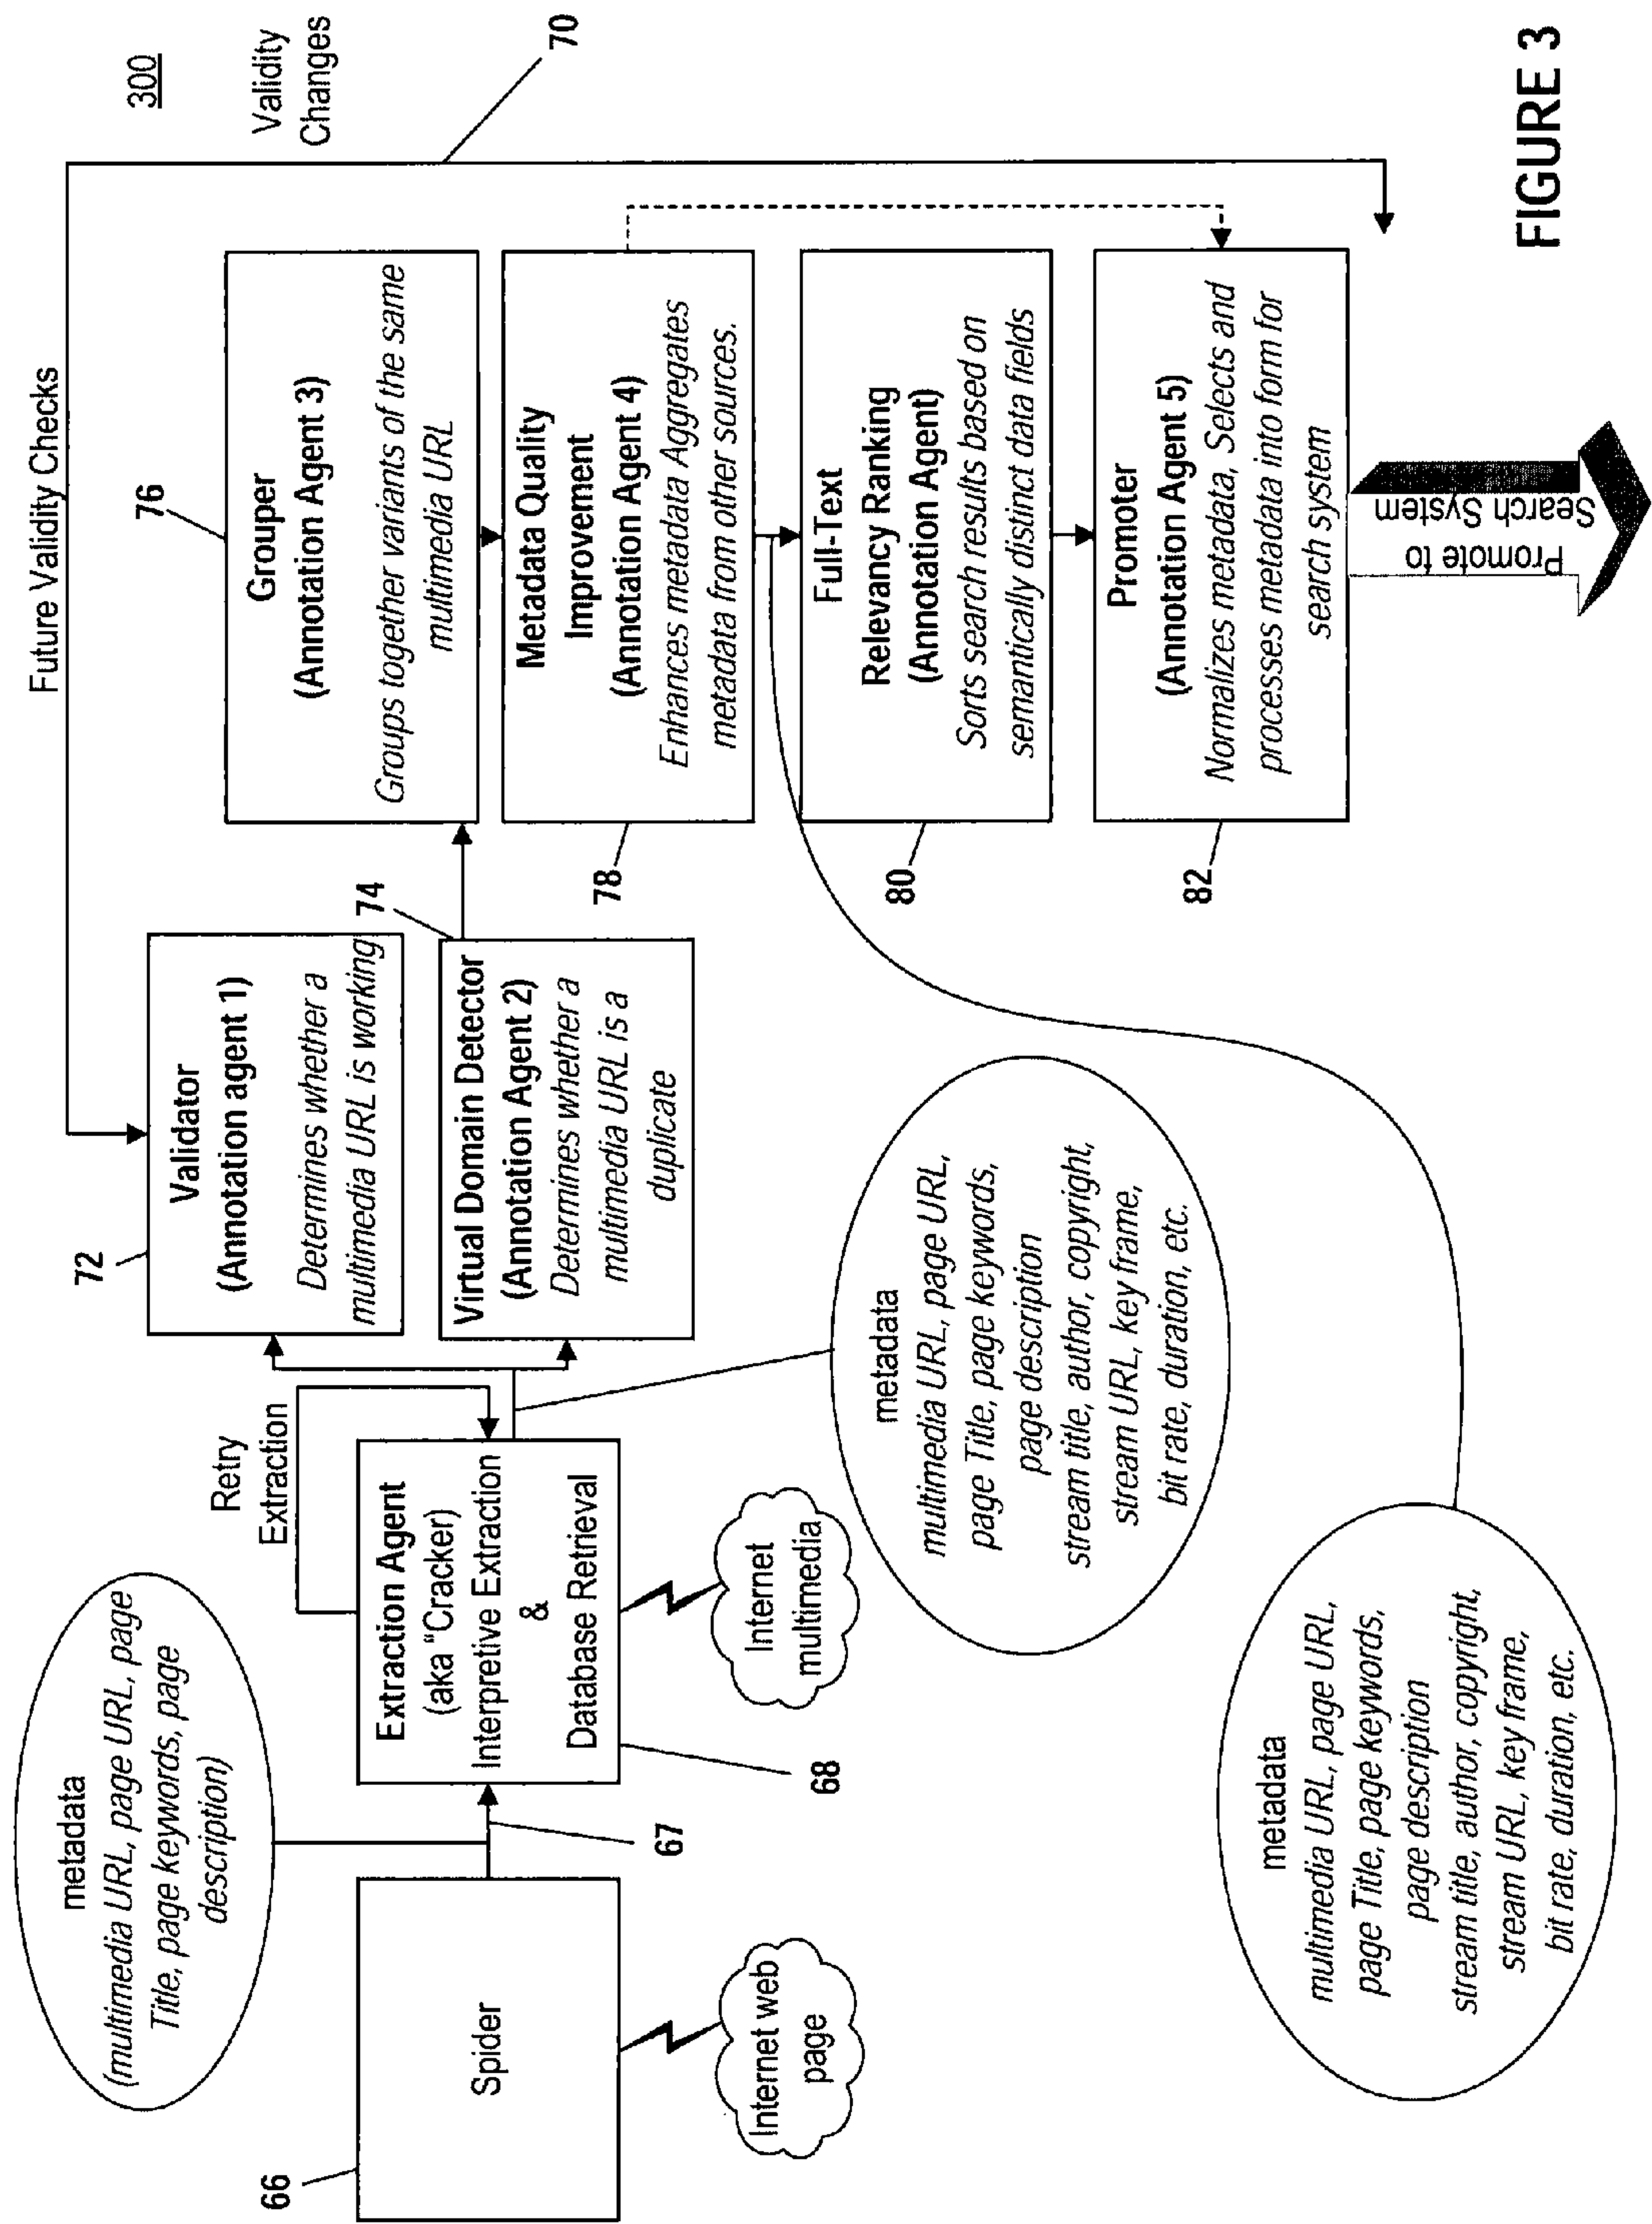 300
Future Validity Checks
Validity
Changes
70
metadata
(multimedia URL, page URL, page
Title, page keywords, page
description)
66
Spider
Internet web
page
67
Retry
Extraction
Extraction Agent
(aka "Cracker)
Interpretive Extraction
&
Database Retrieval
68
Internet
multimedia
72
Validator
(Annotation agent 1)
Determines whether a
multimedia URL is working
74
Virtual Domain Detector
(Annotation Agent 2)
Determines whether a
multimedia URL is a
duplicate
metadata
multimedia URL, page URL,
page Title, page keywords,
page description
stream title, author, copyright,
stream URL, key frame,
bit rate, duration, etc.
76
Grouper
(Annotation Agent 3)
Groups together variants of the same
multimedia URL
78
Metadata Quality
Improvement
(Annotation Agent 4)
Enhances metadata Aggregates
metadata from other sources.
80
Full-Text
Relevancy Ranking
(Annotation Agent)
Sorts search results based on
semantically distinct data fields
82
Promoter
(Annotation Agent 5)
Normalizes metadata, Selects and
processes metadata into form for
search system
Promote to
Search System
metadata
multimedia URL, page URL,
page Title, page keywords,
page description
stream title, author, copyright,
stream URL, key frame,
bit rate, duration, etc.
FIGURE 3